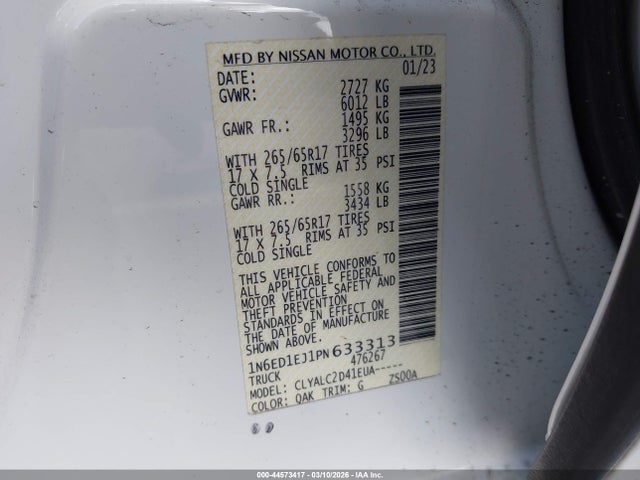 MFD BY NISSAN MOTOR CO., LTD.
DATE: 01/23
GVWR: 2727 KG
6012 LB
GAWR FR.: 1495 KG
3296 LB
WITH 265/65R17 TIRES
17 X 7.5 RIMS AT 35 PSI
COLD SINGLE
GAWR RR.: 1558 KG
3434 LB
WITH 265/65R17 TIRES
17 X 7.5 RIMS AT 35 PSI
COLD SINGLE
THIS VEHICLE CONFORMS TO
ALL APPLICABLE FEDERAL
MOTOR VEHICLE SAFETY AND
THEFT PREVENTION
STANDARDS IN EFFECT ON
THE DATE OF MANUFACTURE
SHOWN ABOVE.
1N6ED1EJ1PN633313
TRUCK 476267
MODEL: CLYALC2D41EUA-----
COLOR: QAK TRIM: G ZS00A
000-44573417 - 03/10/2026 - IAAI.COM